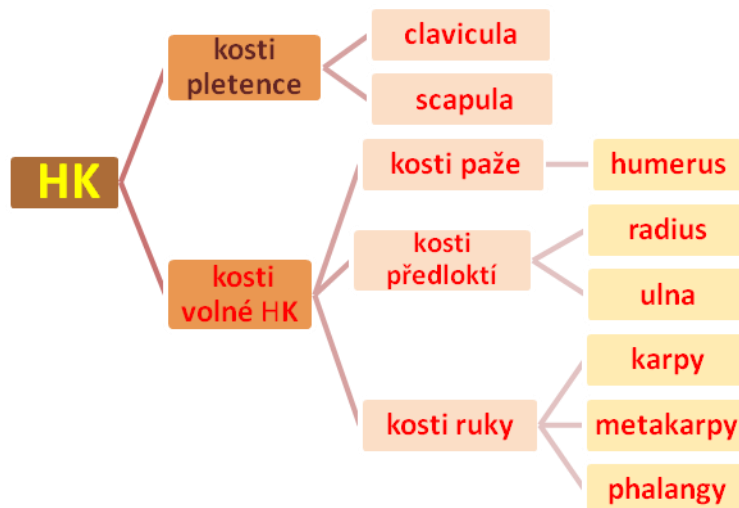 HK
kosti
pletence
clavicula
scapula
kosti
volné HK
kosti paže
humerus
kosti
předloktí
radius
ulna
kosti ruky
karpy
metakarpy
phalangy